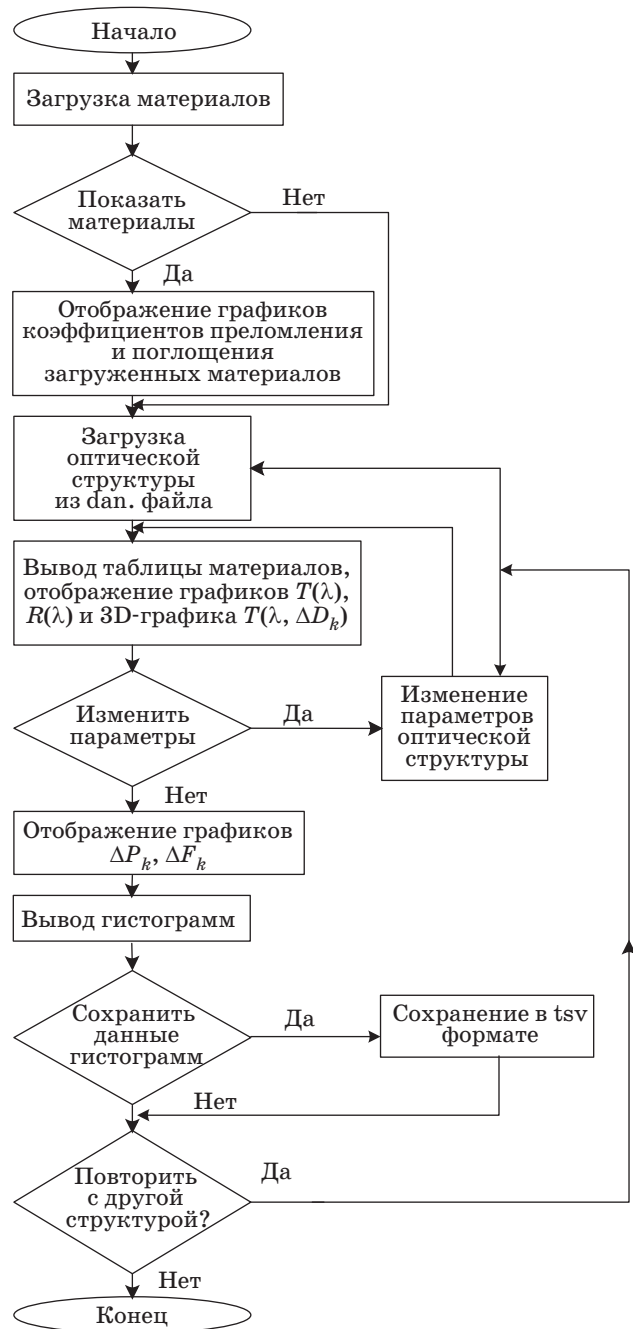 Начало
Загрузка материалов
Показать
материалы
Нет
Да
Отображение графиков
коэффициентов преломления
и поглощения
загруженных материалов
Загрузка
оптической
структуры
из dan. файла
Вывод таблицы материалов,
отображение графиков T(λ),
R(λ) и 3D-графика T(λ, ΔD_k)
Изменить
параметры
Да
Изменение
параметров
оптической
структуры
Нет
Отображение графиков
ΔP_k, ΔF_k
Вывод гистограмм
Сохранить
данные
гистограмм
Да
Сохранение в tsv
формате
Нет
Повторить
с другой
структурой?
Да
Нет
Конец